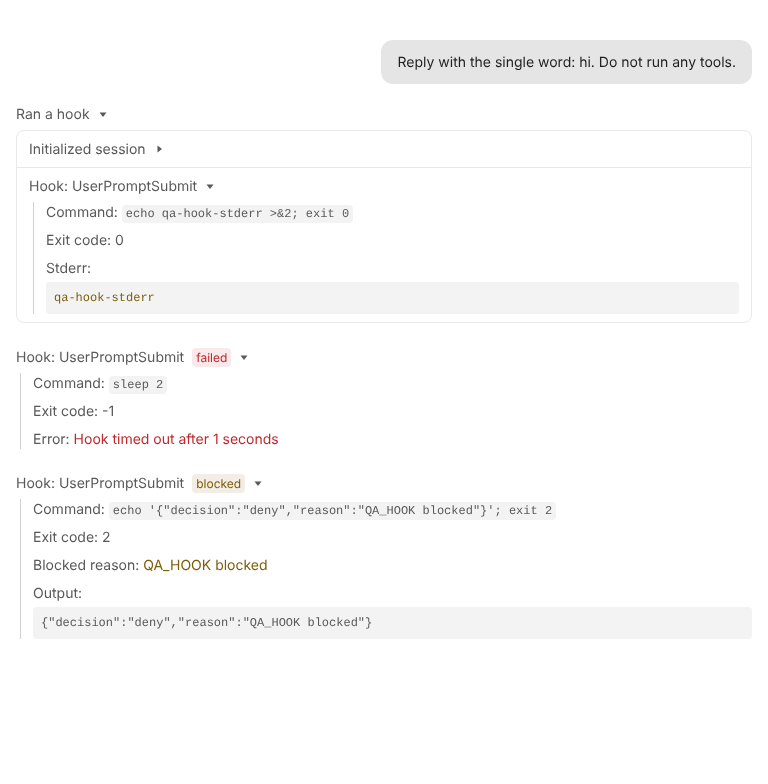 Reply with the single word: hi. Do not run any tools.
Ran a hook
Initialized session
Hook: UserPromptSubmit
Command: echo qa-hook-stderr >&2; exit 0
Exit code: 0
Stderr:
qa-hook-stderr
Hook: UserPromptSubmit failed
Command: sleep 2
Exit code: -1
Error: Hook timed out after 1 seconds
Hook: UserPromptSubmit blocked
Command: echo '{"decision":"deny","reason":"QA_HOOK blocked"}'; exit 2
Exit code: 2
Blocked reason: QA_HOOK blocked
Output:
{"decision":"deny","reason":"QA_HOOK blocked"}